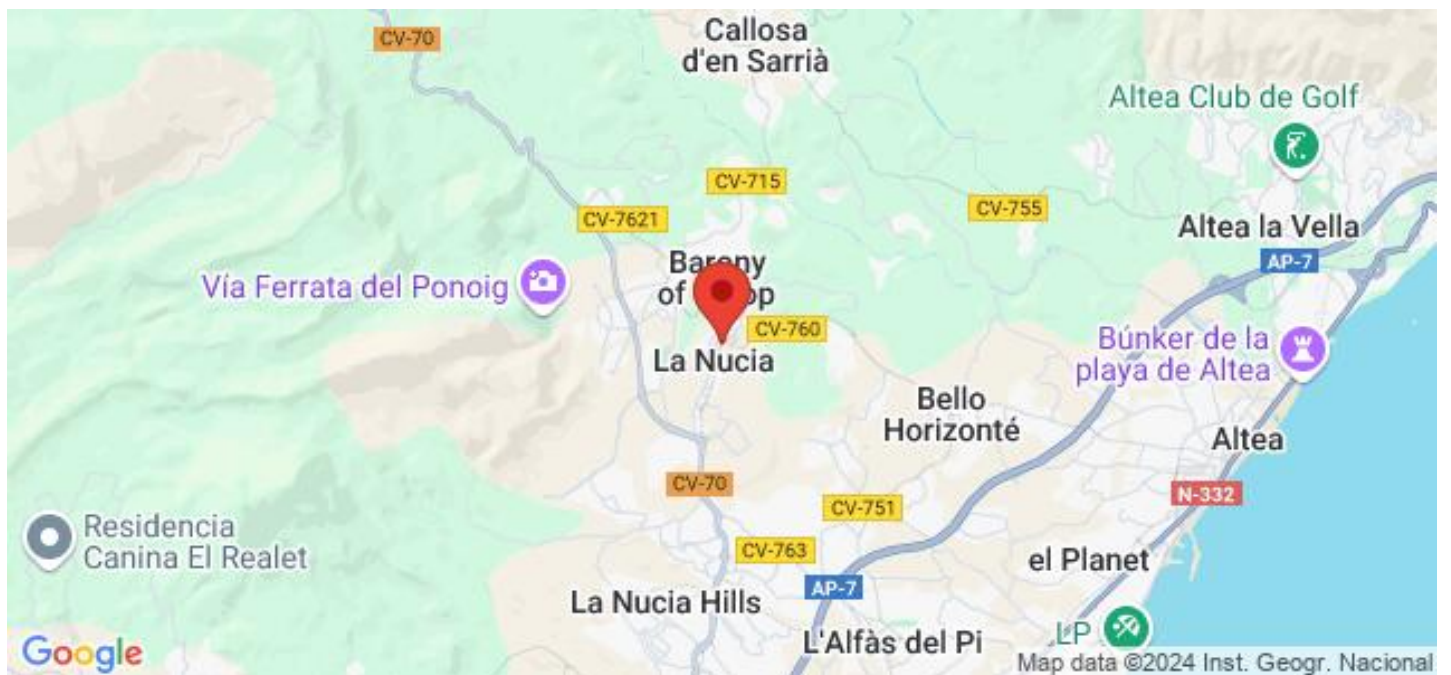 CV-70
Callosa
d'en Sarrià
Altea Club de Golf
CV-715
CV-7621
CV-755
Altea la Vella
AP-7
Barony
of
op
Vía Ferrata del Ponoig
CV-760
La Nucia
Búnker de la
playa de Altea
Bello
Horizonté
Altea
CV-70
N-332
CV-751
Residencia
Canina El Realet
CV-763
el Planet
AP-7
La Nucia Hills
L'Alfàs del Pi
LP
Google
Map data ©2024 Inst. Geogr. Nacional